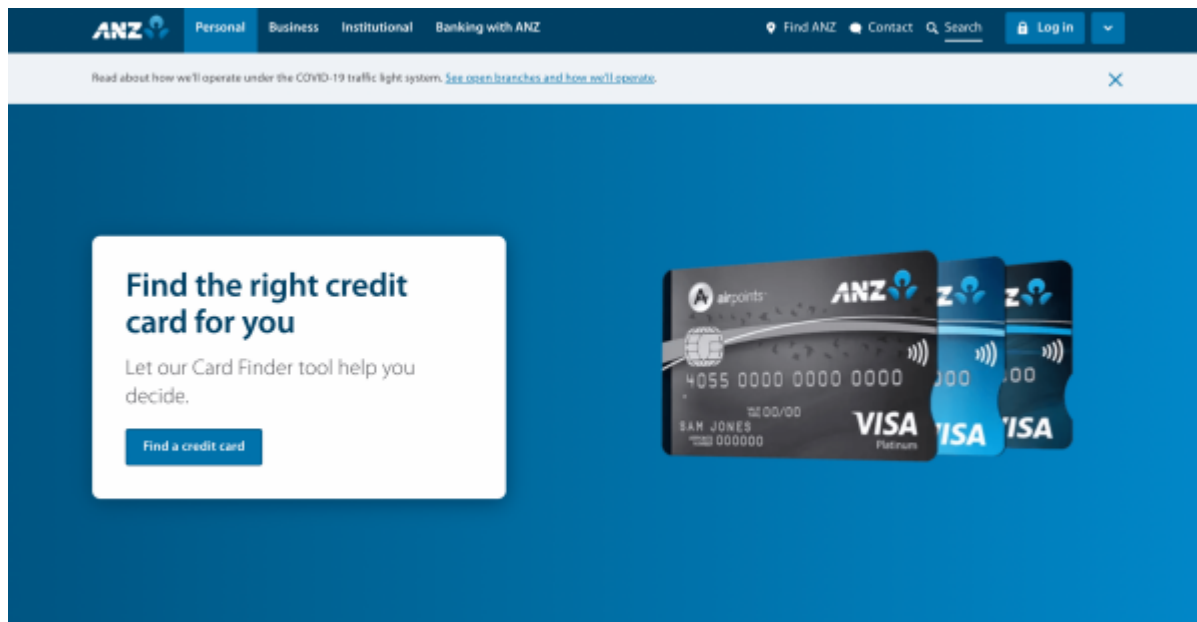 ANZ Personal Business Institutional Banking with ANZ Find ANZ Contact Search Log in
Read about how we'll operate under the COVID-19 traffic light system. See open branches and how we'll operate.
Find the right credit
card for you
Let our Card Finder tool help you
decide.
Find a credit card
airpoints™ ANZ
4055 0000 0000 0000
00/00
SAM JONES
000000
VISA
Platinum
Z
000
VISA
Z
00
VISA